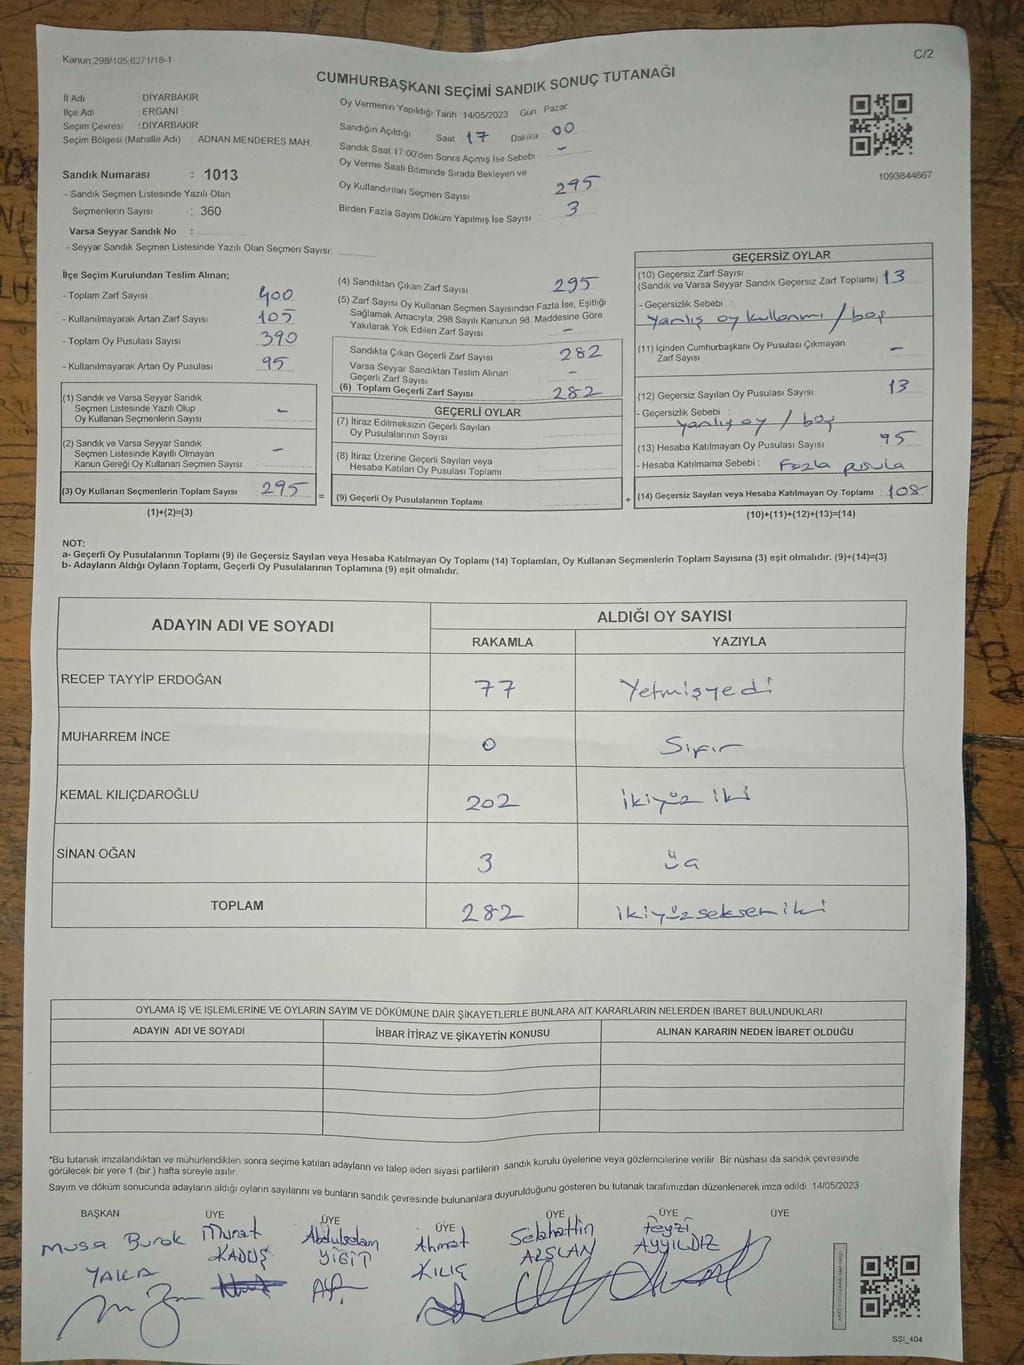 Kanun;298/105;6271/18-1
C/2
CUMHURBAŞKANI SEÇİMİ SANDIK SONUÇ TUTANAĞI
İl Adı : DİYARBAKIR
İlçe Adı : ERGANİ
Seçim Çevresi : DİYARBAKIR
Seçim Bölgesi (Mahalle Adı) : ADNAN MENDERES MAH.
Sandık Numarası : 1013
- Sandık Seçmen Listesinde Yazılı Olan
Seçmenlerin Sayısı : 360
Varsa Seyyar Sandık No :
- Seyyar Sandık Seçmen Listesinde Yazılı Olan Seçmen Sayısı:
Oy Vermenin Yapıldığı Tarih 14/05/2023 Gün Pazar
Sandığın Açıldığı Saat 17 Dakika 00
Sandık Saat 17:00'den Sonra Açımış İse Sebebi : -
Oy Verme Saati Bitiminde Sırada Bekleyen ve
Oy Kullandırılan Seçmen Sayısı : 295
Birden Fazla Sayım Döküm Yapılmış İse Sayısı : 3
1093844667
İlçe Seçim Kurulundan Teslim Alınan;
- Toplam Zarf Sayısı : 400
- Kullanılmayarak Artan Zarf Sayısı : 105
- Toplam Oy Pusulası Sayısı : 390
- Kullanılmayarak Artan Oy Pusulası : 95
(1) Sandık ve Varsa Seyyar Sandık
Seçmen Listesinde Yazılı Olup
Oy Kullanan Seçmenlerin Sayısı : -
(2) Sandık ve Varsa Seyyar Sandık
Seçmen Listesinde Kayıtlı Olmayan
Kanun Gereği Oy Kullanan Seçmen Sayısı : -
(3) Oy Kullanan Seçmenlerin Toplam Sayısı : 295 =
(1)+(2)=(3)
(4) Sandıktan Çıkan Zarf Sayısı : 295
(5) Zarf Sayısı Oy Kullanan Seçmen Sayısından Fazla İse, Eşitliği
Sağlamak Amacıyla, 298 Sayılı Kanunun 98. Maddesine Göre
Yakılarak Yok Edilen Zarf Sayısı : -
Sandıkta Çıkan Geçerli Zarf Sayısı : 282
Varsa Seyyar Sandıktan Teslim Alınan
Geçerli Zarf Sayısı : -
(6) Toplam Geçerli Zarf Sayısı : 282
GEÇERLİ OYLAR
(7) İtiraz Edilmeksizin Geçerli Sayılan
Oy Pusulalarının Sayısı :
(8) İtiraz Üzerine Geçerli Sayılan veya
Hesaba Katılan Oy Pusulası Toplamı :
(9) Geçerli Oy Pusulalarının Toplamı : +
GEÇERSİZ OYLAR
(10) Geçersiz Zarf Sayısı
(Sandık ve Varsa Seyyar Sandık Geçersiz Zarf Toplamı) : 13
- Geçersizlik Sebebi :
Yanlış oy kullanımı / boş
(11) İçinden Cumhurbaşkanı Oy Pusulası Çıkmayan
Zarf Sayısı : -
(12) Geçersiz Sayılan Oy Pusulası Sayısı : 13
- Geçersizlik Sebebi :
yanlış oy / boş
(13) Hesaba Katılmayan Oy Pusulası Sayısı : 95
- Hesaba Katılmama Sebebi : Fazla pusula
(14) Geçersiz Sayılan veya Hesaba Katılmayan Oy Toplamı : 108
(10)+(11)+(12)+(13)=(14)
NOT:
a- Geçerli Oy Pusulalarının Toplamı (9) ile Geçersiz Sayılan veya Hesaba Katılmayan Oy Toplamı (14) Toplamları, Oy Kullanan Seçmenlerin Toplam Sayısına (3) eşit olmalıdır. (9)+(14)=(3)
b- Adayların Aldığı Oyların Toplamı, Geçerli Oy Pusulalarının Toplamına (9) eşit olmalıdır.
ADAYIN ADI VE SOYADI
ALDIĞI OY SAYISI
RAKAMLA YAZIYLA
RECEP TAYYİP ERDOĞAN 77 Yetmişyedi
MUHARREM İNCE 0 Sıfır
KEMAL KILIÇDAROĞLU 202 ikiyüz iki
SİNAN OĞAN 3 üç
TOPLAM 282 ikiyüzseksen iki
OYLAMA İŞ VE İŞLEMLERİNE VE OYLARIN SAYIM VE DÖKÜMÜNE DAİR ŞİKAYETLERLE BUNLARA AİT KARARLARIN NELERDEN İBARET BULUNDUKLARI
ADAYIN ADI VE SOYADI İHBAR İTİRAZ VE ŞİKAYETİN KONUSU ALINAN KARARIN NEDEN İBARET OLDUĞU
*Bu tutanak imzalandıktan ve mühürlendikten sonra seçime katılan adayların ve talep eden siyasi partilerin sandık kurulu üyelerine veya gözlemcilerine verilir. Bir nüshası da sandık çevresinde
görülecek bir yere 1 (bir ) hafta süreyle asılır.
Sayım ve döküm sonucunda adayların aldığı oyların sayılarını ve bunların sandık çevresinde bulunanlara duyurulduğunu gösteren bu tutanak tarafımızdan düzenlenerek imza edildi. 14/05/2023
BAŞKAN ÜYE ÜYE ÜYE ÜYE ÜYE ÜYE
Musa Burak Murat Abdulselam Ahmet Selahattin Feyzi
YAKA KADUŞ YİĞİT KILIÇ ARSLAN AYYILDIZ
SSI_404